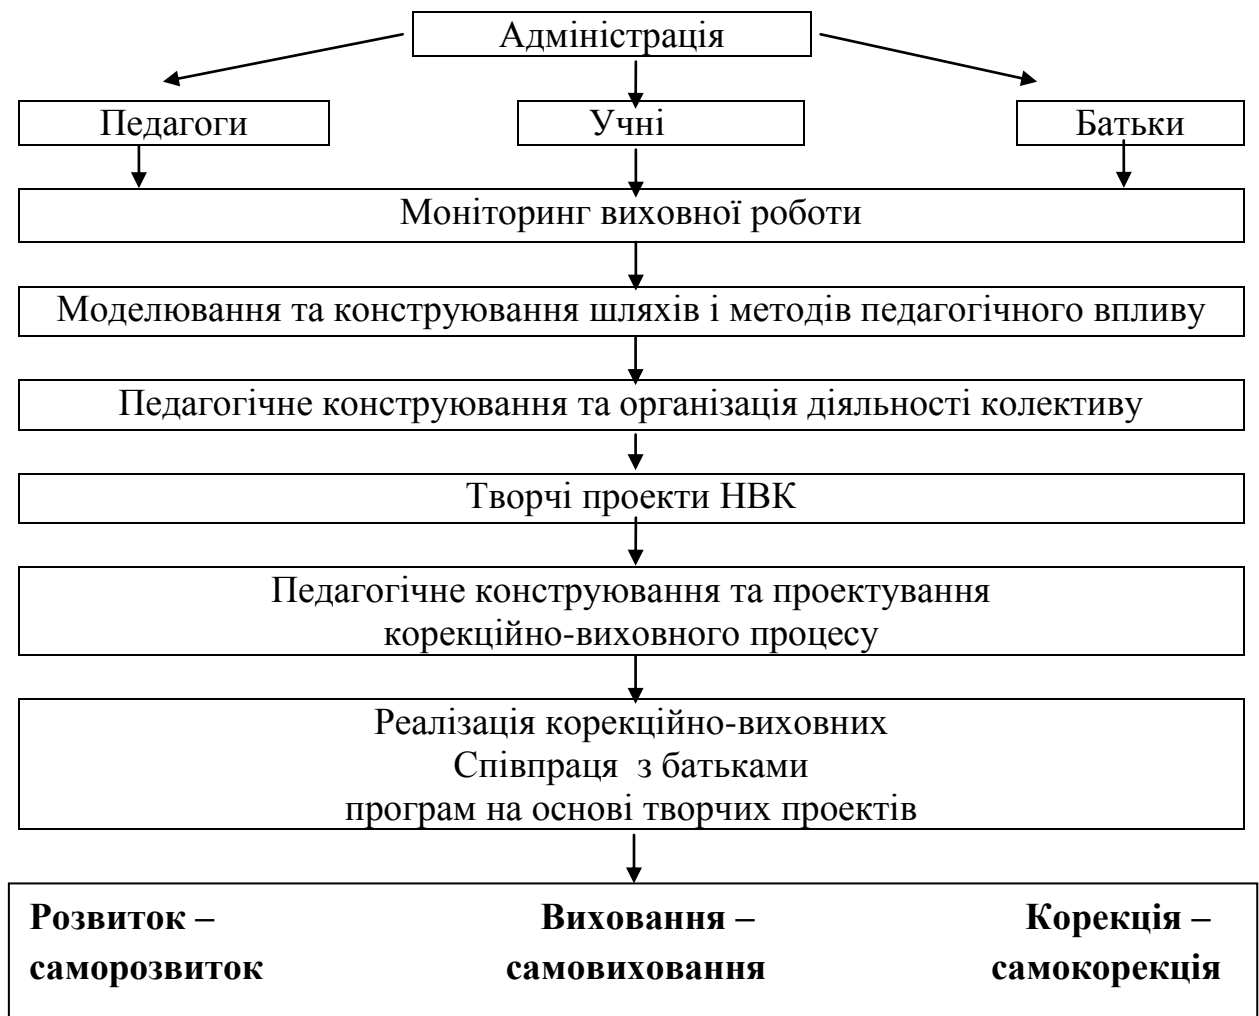 Адміністрація
Педагоги
Учні
Батьки
Моніторинг виховної роботи
Моделювання та конструювання шляхів і методів педагогічного впливу
Педагогічне конструювання та організація діяльності колективу
Творчі проекти НВК
Педагогічне конструювання та проектування
корекційно-виховного процесу
Реалізація корекційно-виховних
Співпраця з батьками
програм на основі творчих проектів
Розвиток –
саморозвиток
Виховання –
самовиховання
Корекція –
самокорекція